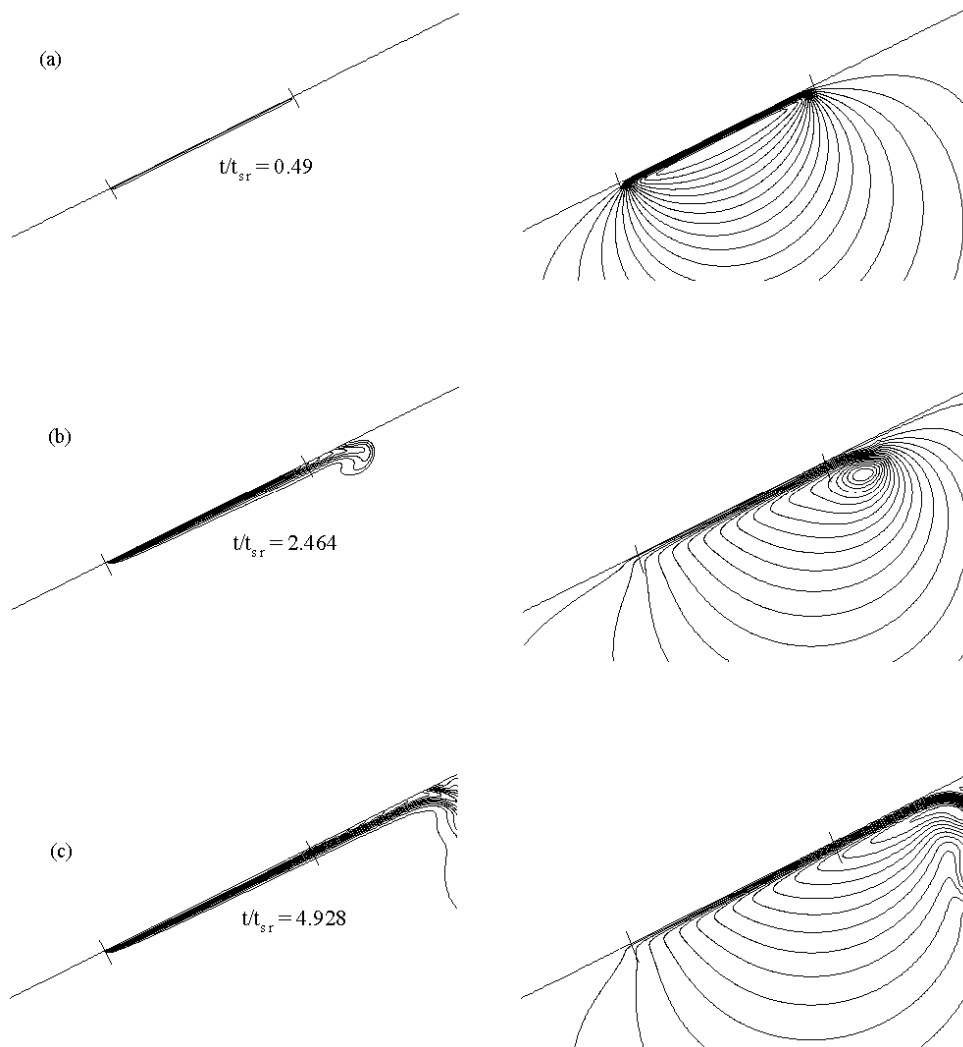 (a)
t/tsr = 0.49
(b)
t/tsr = 2.464
(c)
t/tsr = 4.928